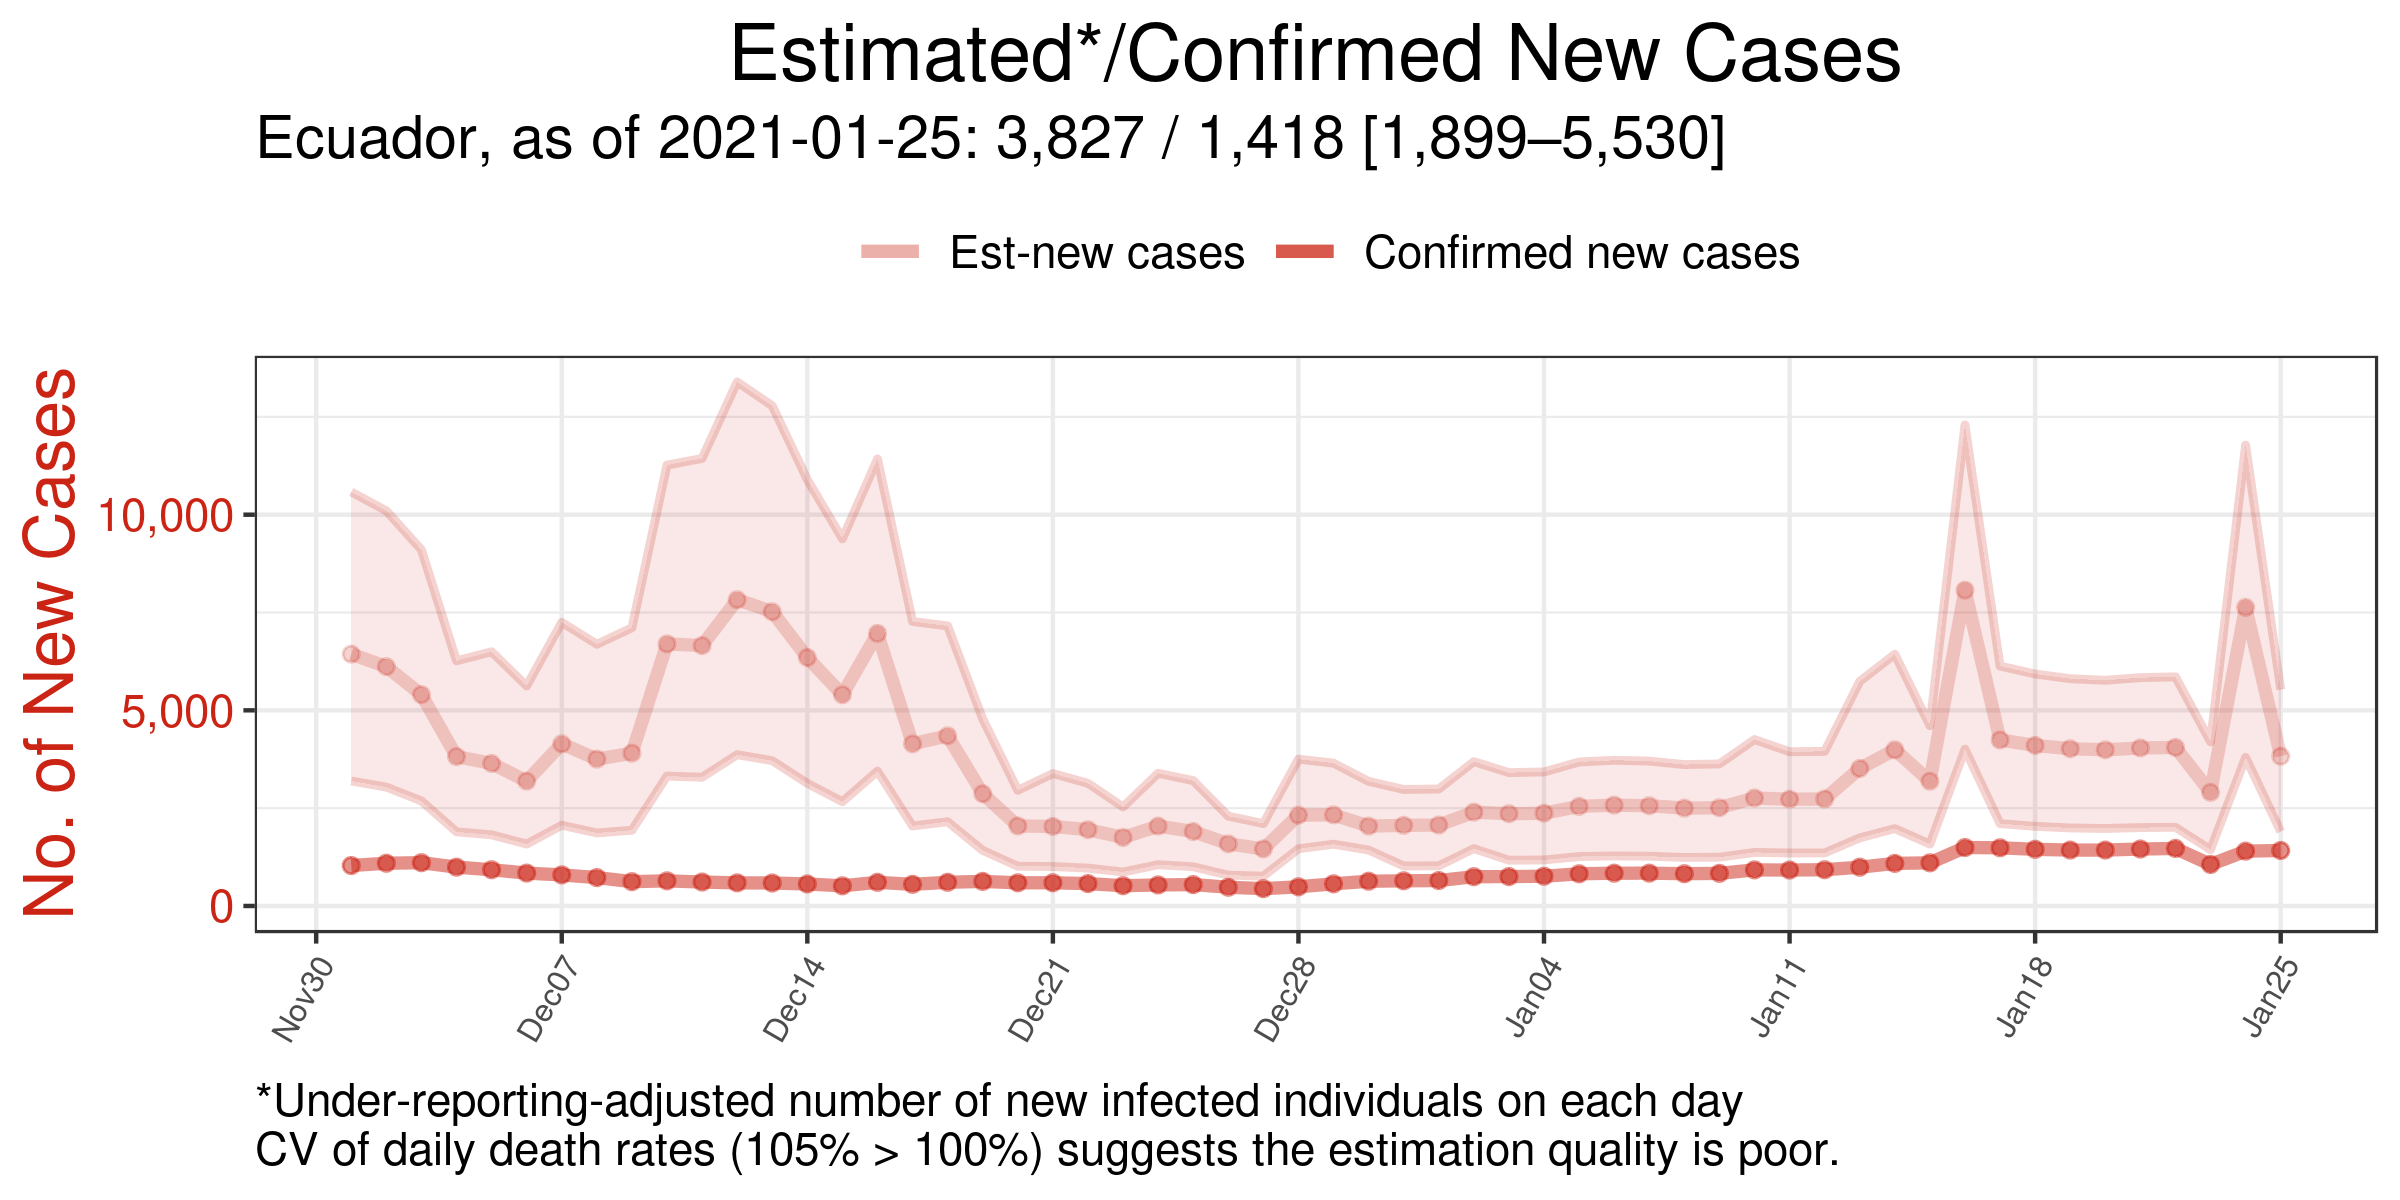 Estimated*/Confirmed New Cases
Ecuador, as of 2021-01-25: 3,827 / 1,418 [1,899–5,530]
Est-new cases
Confirmed new cases
No. of New Cases
10,000
5,000
0
Nov30
Dec07
Dec14
Dec21
Dec28
Jan04
Jan11
Jan18
Jan25
*Under-reporting-adjusted number of new infected individuals on each day
CV of daily death rates (105% > 100%) suggests the estimation quality is poor.